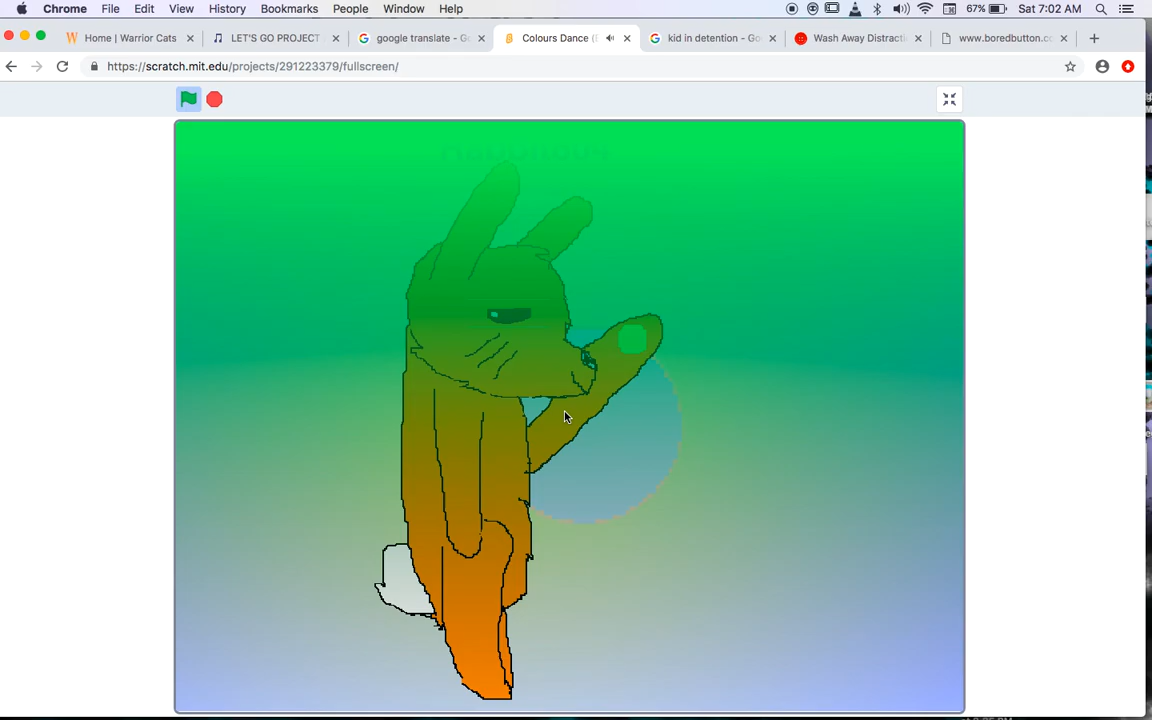 Chrome File Edit View History Bookmarks People Window Help 67% Sat 7:02 AM
Home | Warrior Cats LET'S GO PROJECT google translate - Go Colours Dance ( kid in detention - Goo Wash Away Distracti www.boredbutton.co
https://scratch.mit.edu/projects/291223379/fullscreen/